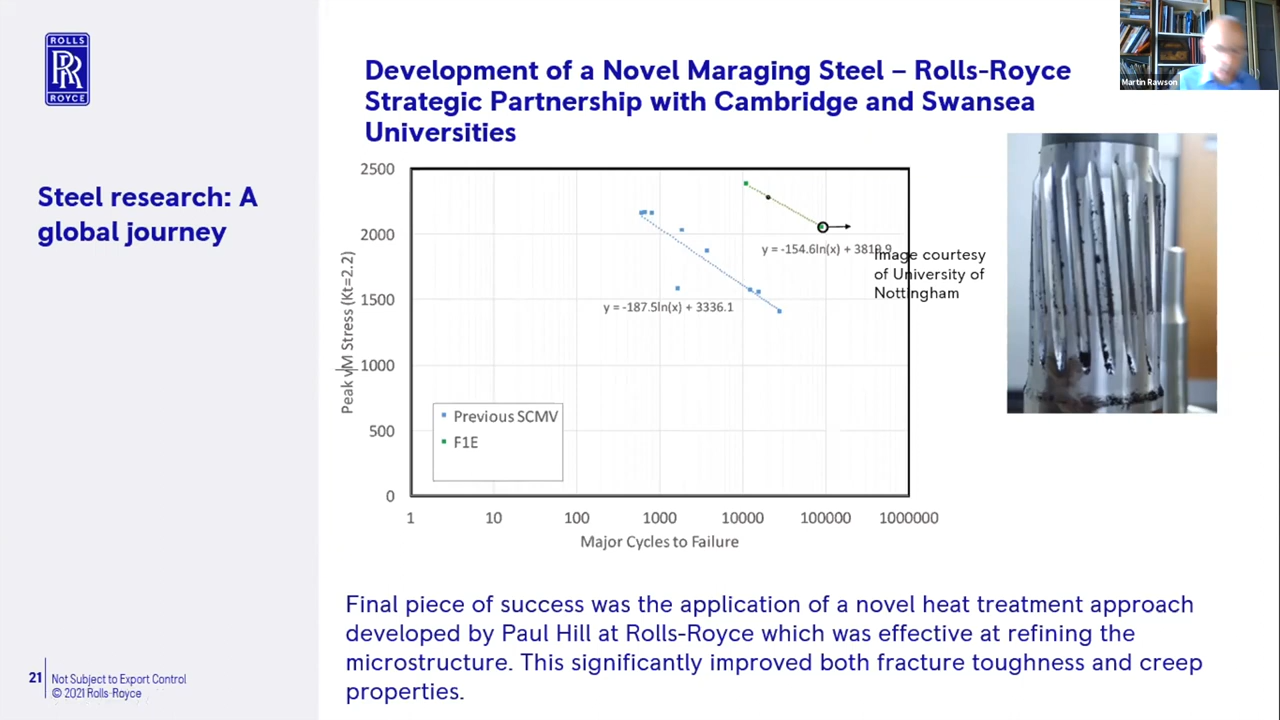 ROLLS
RR
ROYCE
Steel research: A
global journey
21
Not Subject to Export Control
© 2021 Rolls-Royce
Development of a Novel Maraging Steel – Rolls-Royce
Strategic Partnership with Cambridge and Swansea
Universities
Martin Rawson
Peak vM Stress (Kt=2.2)
2500
2000
1500
1000
500
0
y = -154.6ln(x) + 3819.9
y = -187.5ln(x) + 3336.1
Previous SCMV
F1E
1 10 100 1000 10000 100000 1000000
Major Cycles to Failure
Image courtesy
of University of
Nottingham
Final piece of success was the application of a novel heat treatment approach
developed by Paul Hill at Rolls-Royce which was effective at refining the
microstructure. This significantly improved both fracture toughness and creep
properties.